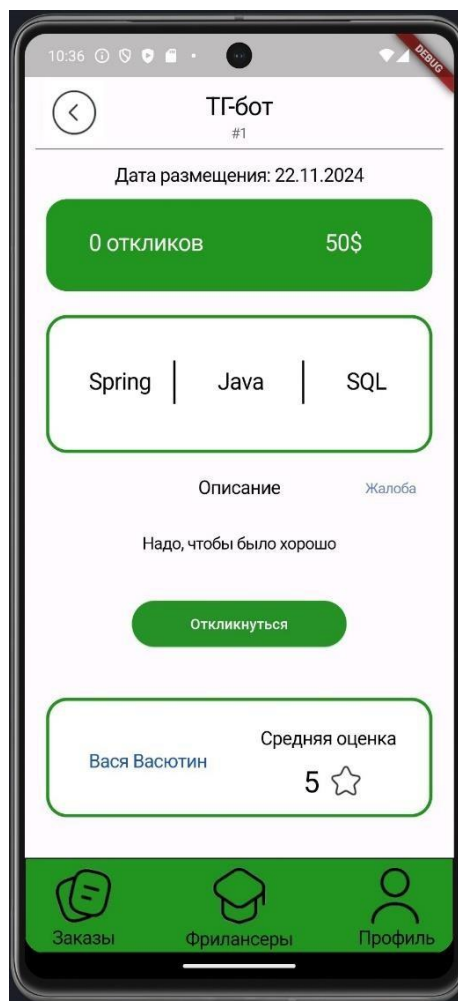 10:36
DEBUG
ТГ-бот
#1
Дата размещения: 22.11.2024
0 откликов 50$
Spring Java SQL
Описание Жалоба
Надо, чтобы было хорошо
Откликнуться
Средняя оценка
Вася Васютин
5
Заказы Фрилансеры Профиль